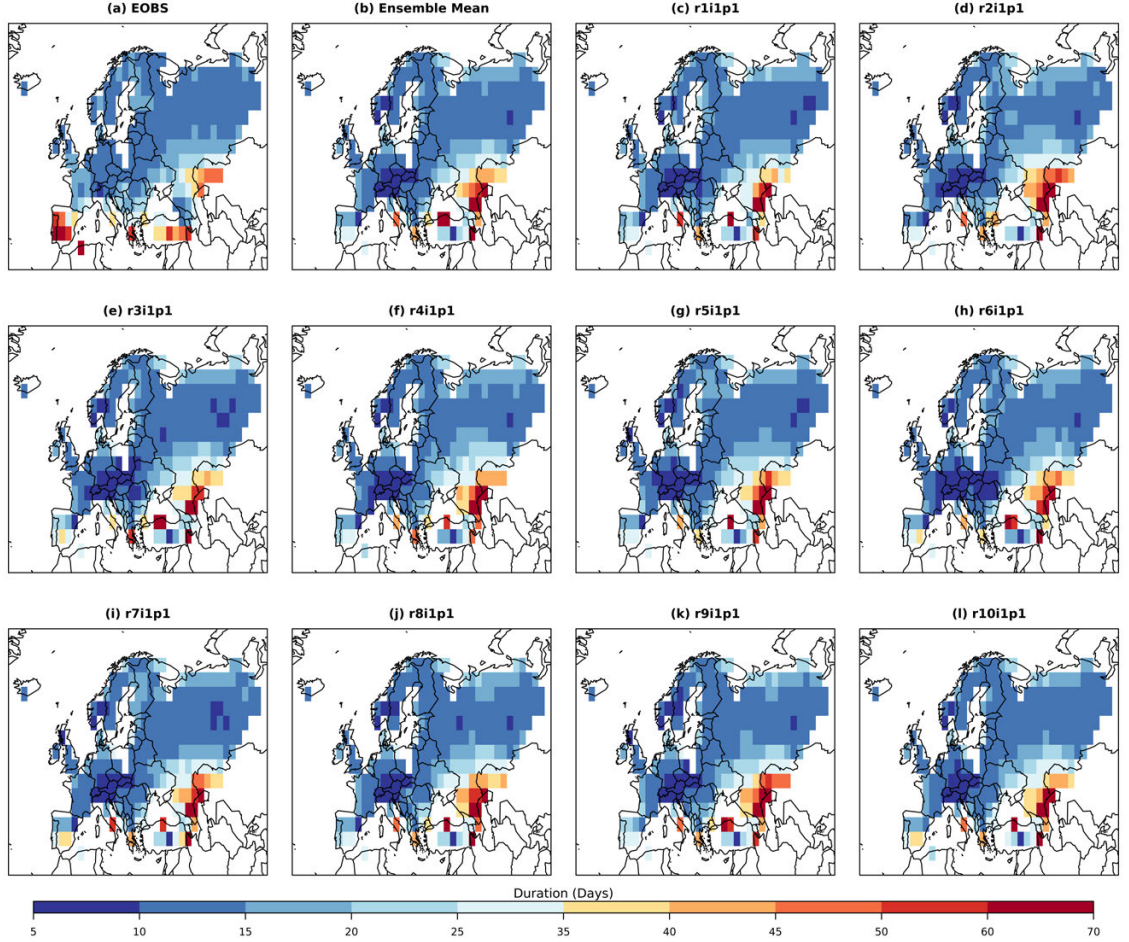 (a) EOBS
(b) Ensemble Mean
(c) r1i1p1
(d) r2i1p1
(e) r3i1p1
(f) r4i1p1
(g) r5i1p1
(h) r6i1p1
(i) r7i1p1
(j) r8i1p1
(k) r9i1p1
(l) r10i1p1
Duration (Days)
5 10 15 20 25 35 40 45 50 60 70